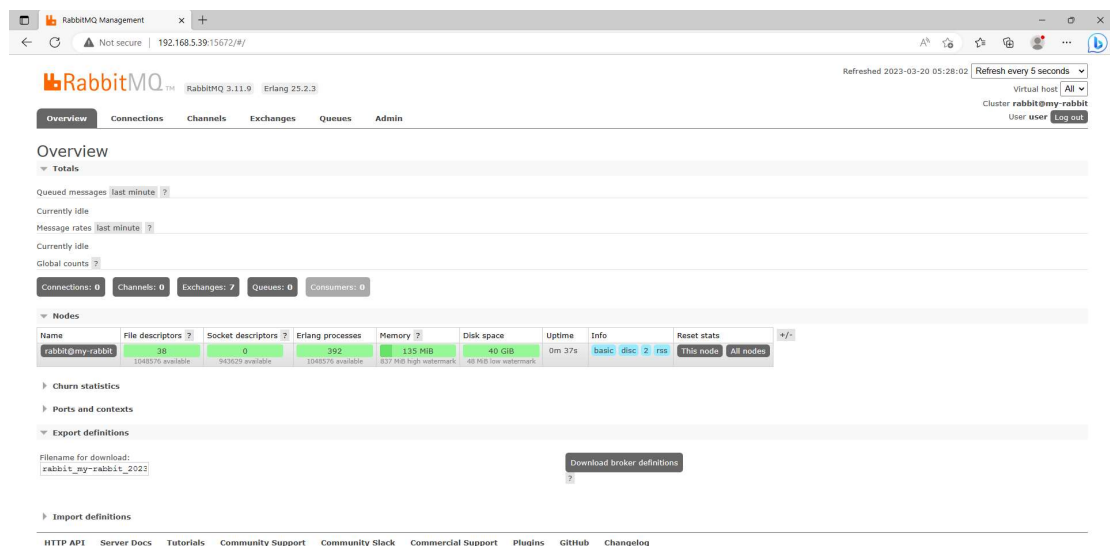 RabbitMQ Management
Not secure | 192.168.5.39:15672/#/
Refreshed 2023-03-20 05:28:02 Refresh every 5 seconds
Virtual host All
Cluster rabbit@my-rabbit
User user Log out
RabbitMQ TM RabbitMQ 3.11.9 Erlang 25.2.3
Overview Connections Channels Exchanges Queues Admin
Overview
Totals
Queued messages last minute ?
Currently idle
Message rates last minute ?
Currently idle
Global counts ?
Connections: 0 Channels: 0 Exchanges: 7 Queues: 0 Consumers: 0
Nodes
Name File descriptors ? Socket descriptors ? Erlang processes Memory ? Disk space Uptime Info Reset stats +/-
rabbit@my-rabbit 38 0 392 135 MiB 40 GiB 0m 37s basic disc 2 rss This node All nodes
1048576 available 943629 available 1048576 available 837 MiB high watermark 48 MiB low watermark
Churn statistics
Ports and contexts
Export definitions
Filename for download:
rabbit_my-rabbit_2023
Download broker definitions
?
Import definitions
HTTP API Server Docs Tutorials Community Support Community Slack Commercial Support Plugins GitHub Changelog